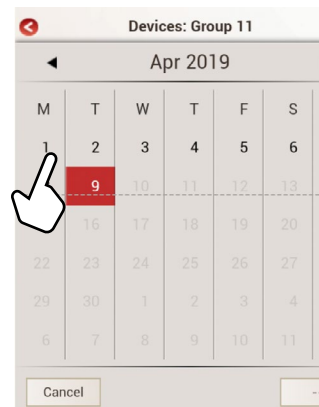 Devices: Group 11
Apr 2019
M T W T F S
1 2 3 4 5 6
9 10 11 12 13
16 17 18 19 20
22 23 24 25 26 27
29 30 1 2 3 4
6 7 8 9 10 11
Cancel -